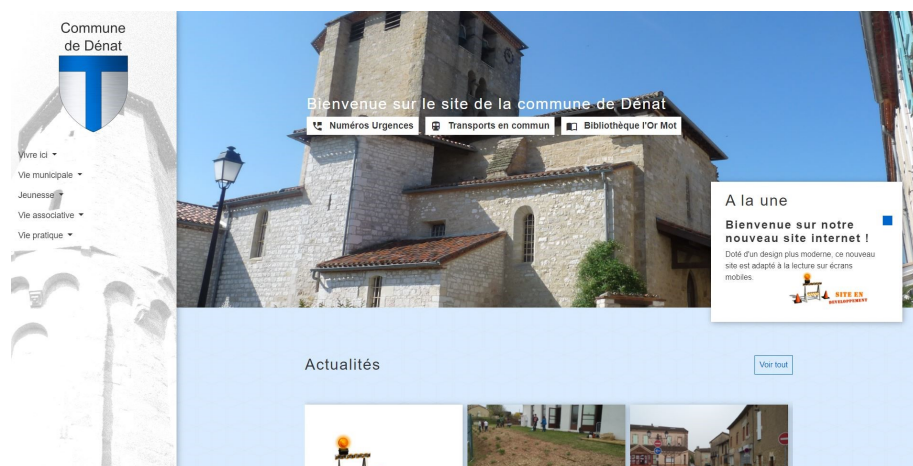 Commune
de Dénat
Vivre ici
Vie municipale
Jeunesse
Vie associative
Vie pratique
Bienvenue sur le site de la commune de Dénat
Numéros Urgences
Transports en commun
Bibliothèque l'Or Mot
A la une
Bienvenue sur notre
nouveau site internet !
Doté d'un design plus moderne, ce nouveau
site est adapté à la lecture sur écrans
mobiles.
SITE EN
DEVELOPPEMENT
Actualités
Voir tout